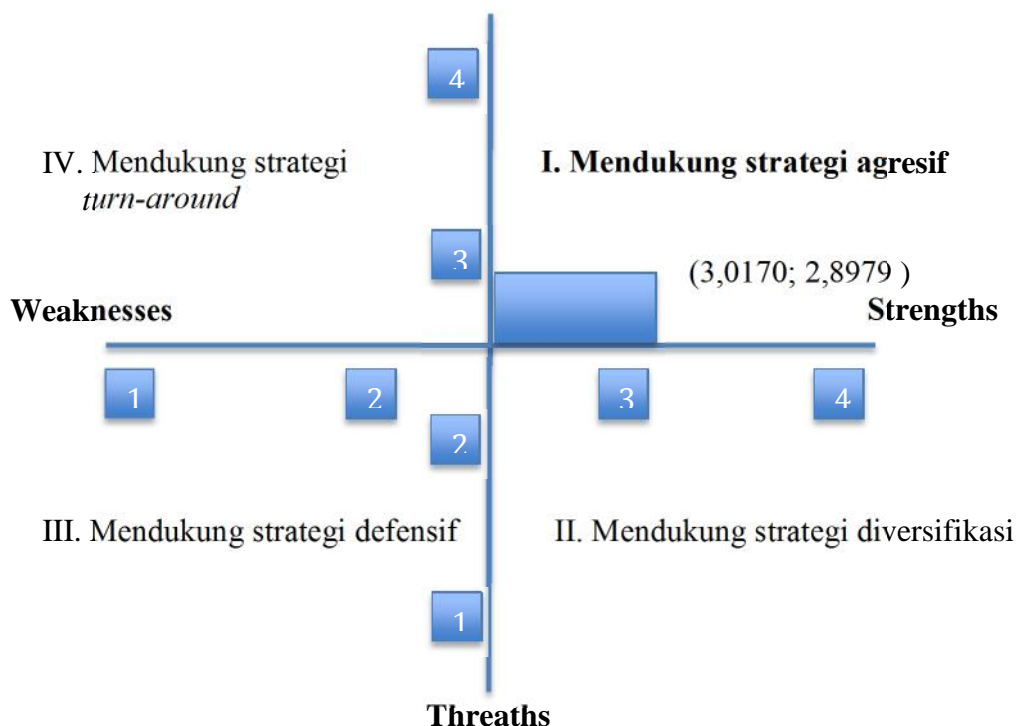 4
IV. Mendukung strategi
turn-around
I. Mendukung strategi agresif
3
(3,0170; 2,8979 )
Weaknesses
Strengths
1
2
3
4
2
III. Mendukung strategi defensif
II. Mendukung strategi diversifikasi
1
Threaths